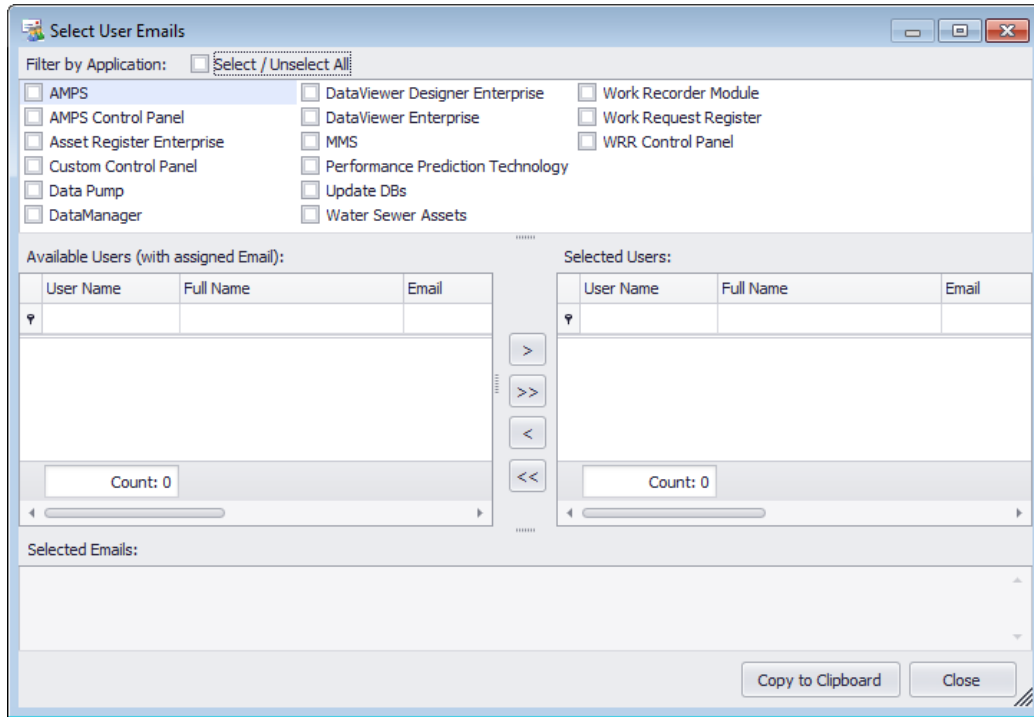 Select User Emails
Filter by Application: Select / Unselect All
AMPS
AMPS Control Panel
Asset Register Enterprise
Custom Control Panel
Data Pump
DataManager
DataViewer Designer Enterprise
DataViewer Enterprise
MMS
Performance Prediction Technology
Update DBs
Water Sewer Assets
Work Recorder Module
Work Request Register
WRR Control Panel
Available Users (with assigned Email):
User Name Full Name Email
Count: 0
>
>>
<
<<
Selected Users:
User Name Full Name Email
Count: 0
Selected Emails:
Copy to Clipboard Close